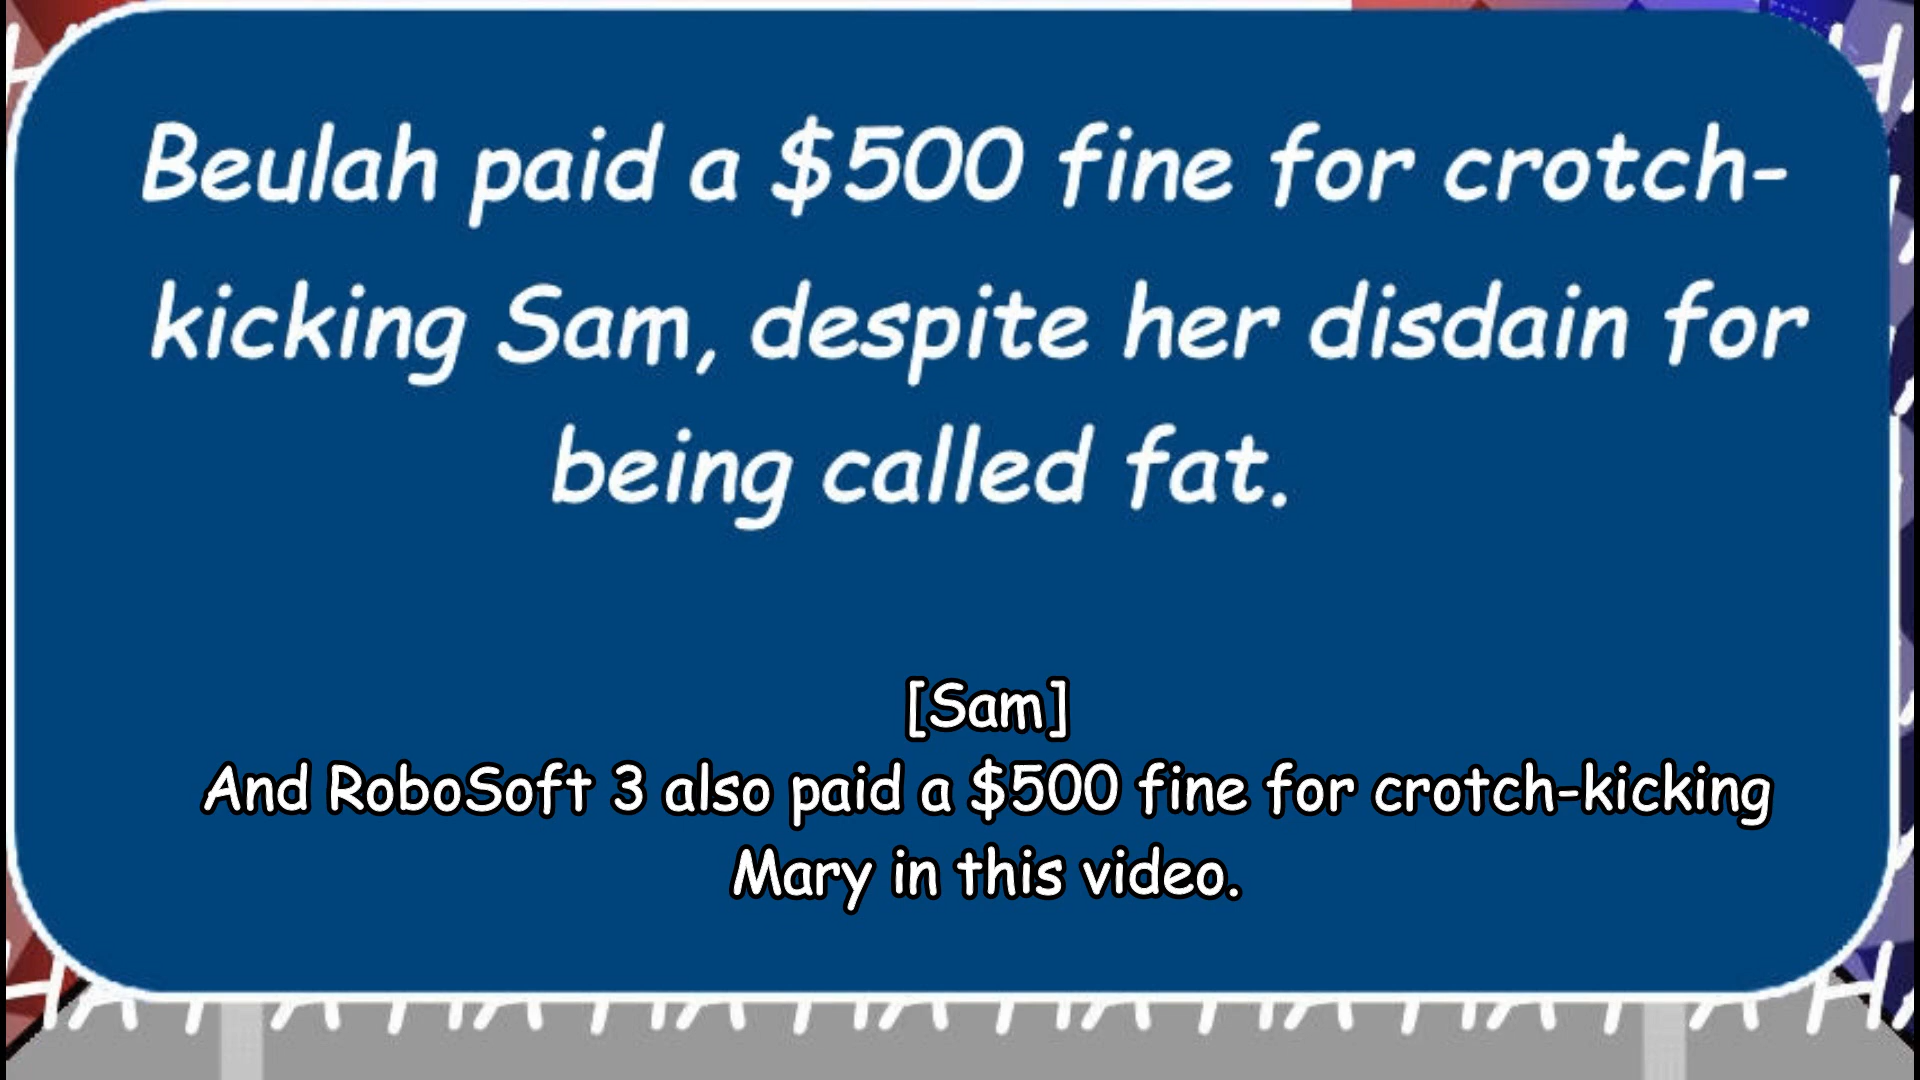 Beulah paid a $500 fine for crotch-
kicking Sam, despite her disdain for
being called fat.
[Sam]
And RoboSoft 3 also paid a $500 fine for crotch-kicking
Mary in this video.